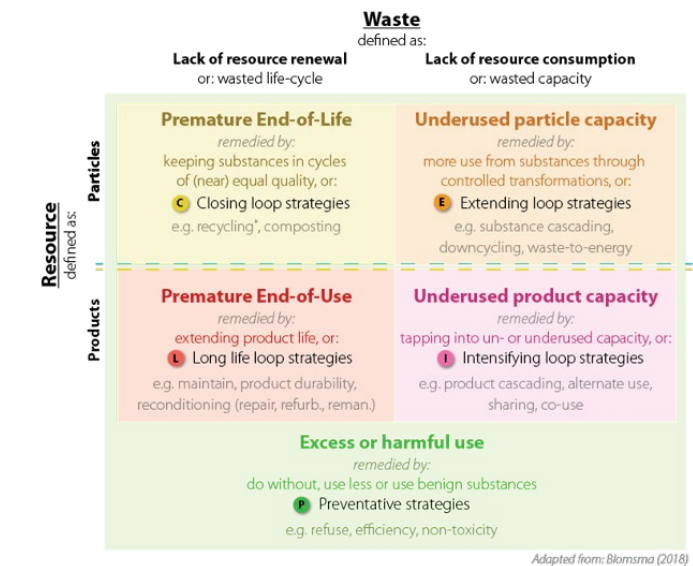 Waste
defined as:
Lack of resource renewal
or: wasted life-cycle
Lack of resource consumption
or: wasted capacity
Resource
defined as:
Particles
Premature End-of-Life
remedied by:
keeping substances in cycles
of (near) equal quality, or:
C Closing loop strategies
e.g. recycling*, composting
Underused particle capacity
remedied by:
more use from substances through
controlled transformations, or:
E Extending loop strategies
e.g. substance cascading,
downcycling, waste-to-energy
Products
Premature End-of-Use
remedied by:
extending product life, or:
L Long life loop strategies
e.g. maintain, product durability,
reconditioning (repair, refurb., reman.)
Underused product capacity
remedied by:
tapping into un- or underused capacity, or:
I Intensifying loop strategies
e.g. product cascading, alternate use,
sharing, co-use
Excess or harmful use
remedied by:
do without, use less or use benign substances
P Preventative strategies
e.g. refuse, efficiency, non-toxicity
Adapted from: Blomsma (2018)